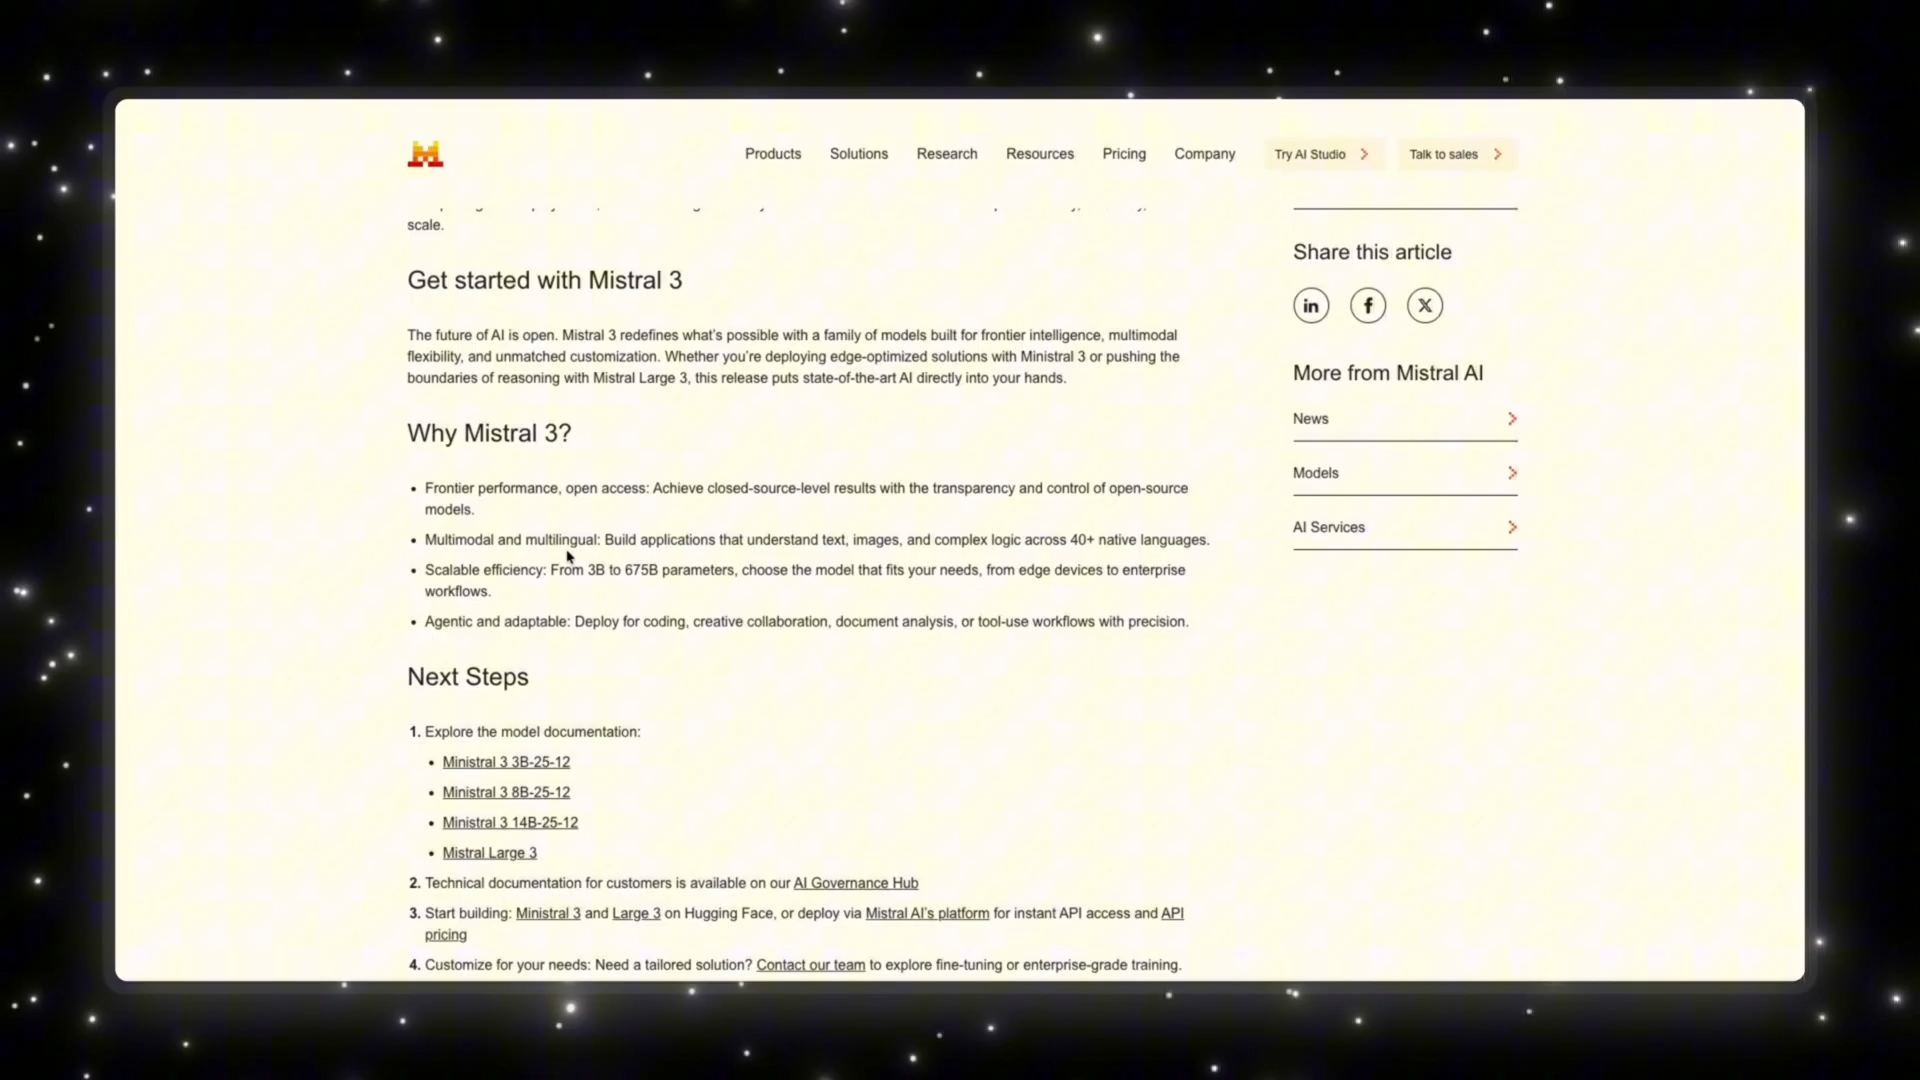 Products Solutions Research Resources Pricing Company Try AI Studio Talk to sales
scale.
Get started with Mistral 3
The future of AI is open. Mistral 3 redefines what's possible with a family of models built for frontier intelligence, multimodal
flexibility, and unmatched customization. Whether you're deploying edge-optimized solutions with Ministral 3 or pushing the
boundaries of reasoning with Mistral Large 3, this release puts state-of-the-art AI directly into your hands.
Why Mistral 3?
• Frontier performance, open access: Achieve closed-source-level results with the transparency and control of open-source
models.
• Multimodal and multilingual: Build applications that understand text, images, and complex logic across 40+ native languages.
• Scalable efficiency: From 3B to 675B parameters, choose the model that fits your needs, from edge devices to enterprise
workflows.
• Agentic and adaptable: Deploy for coding, creative collaboration, document analysis, or tool-use workflows with precision.
Next Steps
1. Explore the model documentation:
• Ministral 3 3B-25-12
• Ministral 3 8B-25-12
• Ministral 3 14B-25-12
• Mistral Large 3
2. Technical documentation for customers is available on our AI Governance Hub
3. Start building: Ministral 3 and Large 3 on Hugging Face, or deploy via Mistral AI's platform for instant API access and API
pricing
4. Customize for your needs: Need a tailored solution? Contact our team to explore fine-tuning or enterprise-grade training.
Share this article
in f X
More from Mistral AI
News
Models
AI Services